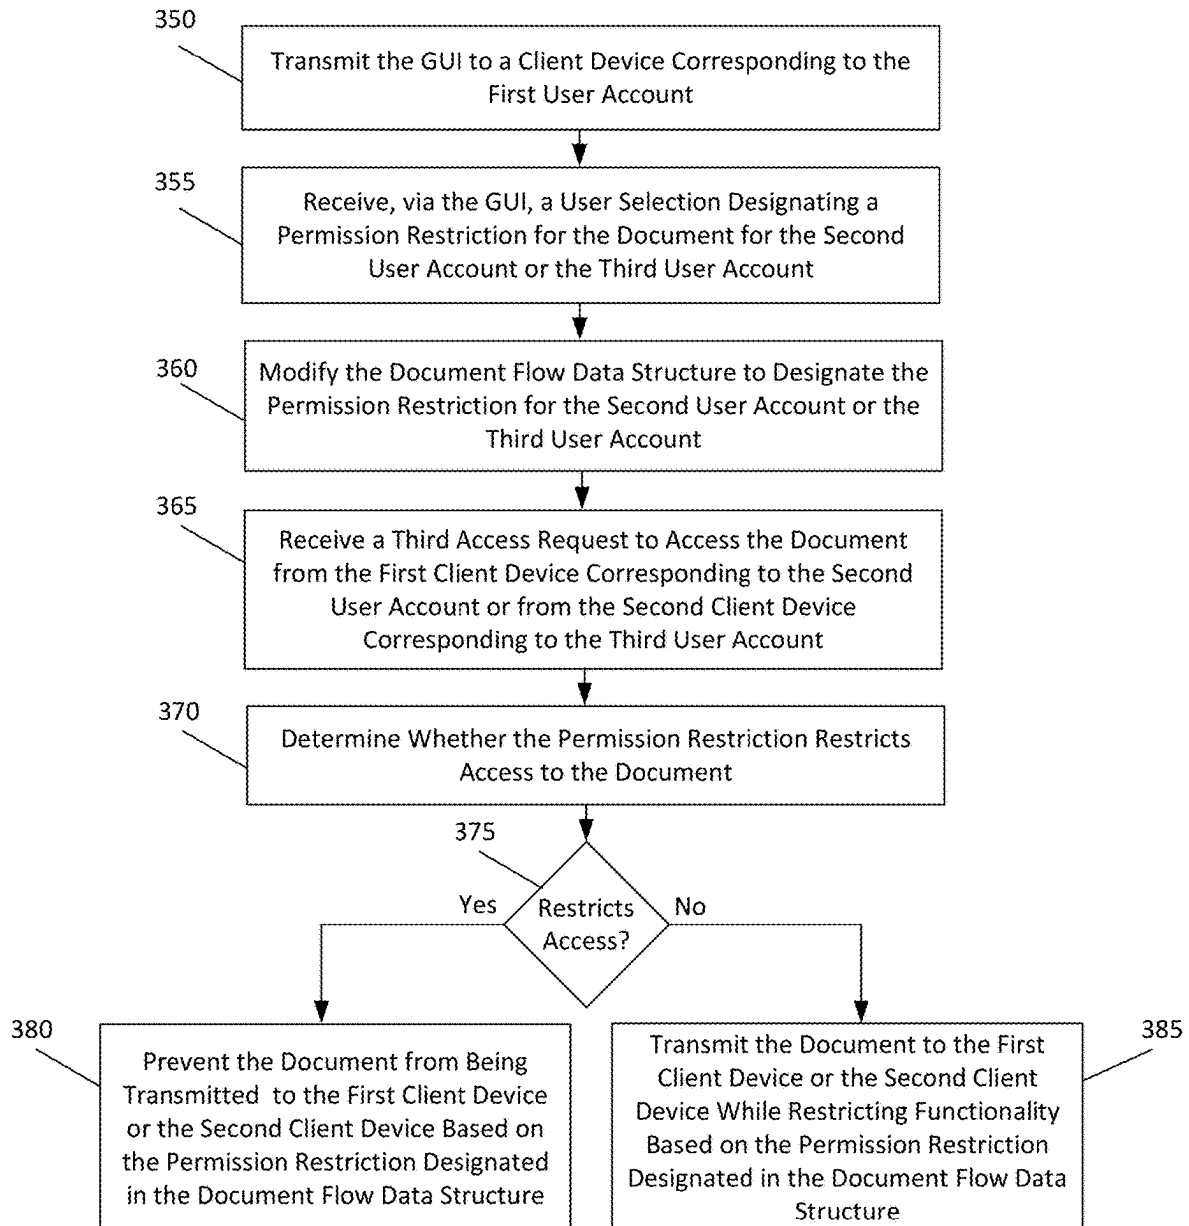 350
Transmit the GUI to a Client Device Corresponding to the
First User Account
355
Receive, via the GUI, a User Selection Designating a
Permission Restriction for the Document for the Second
User Account or the Third User Account
360
Modify the Document Flow Data Structure to Designate the
Permission Restriction for the Second User Account or the
Third User Account
365
Receive a Third Access Request to Access the Document
from the First Client Device Corresponding to the Second
User Account or from the Second Client Device
Corresponding to the Third User Account
370
Determine Whether the Permission Restriction Restricts
Access to the Document
375
Yes
Restricts
Access?
No
380
Prevent the Document from Being
Transmitted to the First Client Device
or the Second Client Device Based on
the Permission Restriction Designated
in the Document Flow Data Structure
385
Transmit the Document to the First
Client Device or the Second Client
Device While Restricting Functionality
Based on the Permission Restriction
Designated in the Document Flow Data
Structure